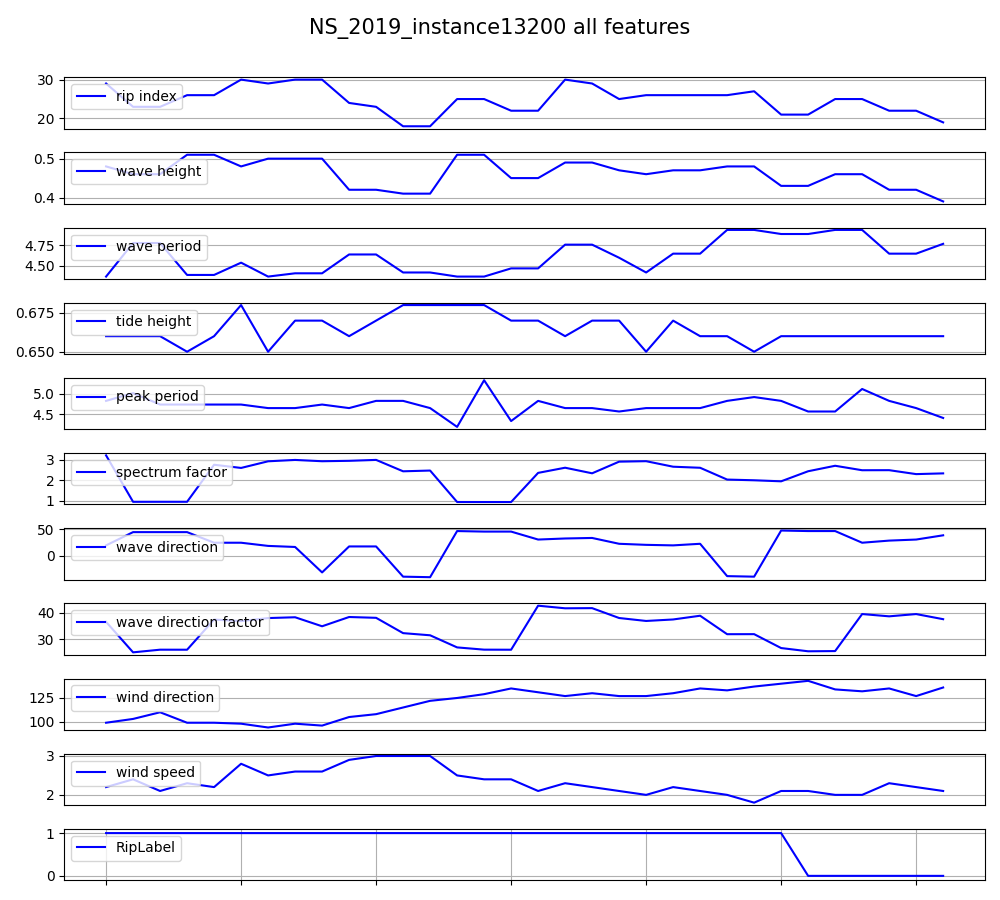 NS_2019_instance13200 all features
30
20
rip index
0.5
0.4
wave height
4.75
4.50
wave period
0.675
0.650
tide height
5.0
4.5
peak period
3
2
1
spectrum factor
50
0
wave direction
40
30
wave direction factor
125
100
wind direction
3
2
wind speed
1
0
RipLabel